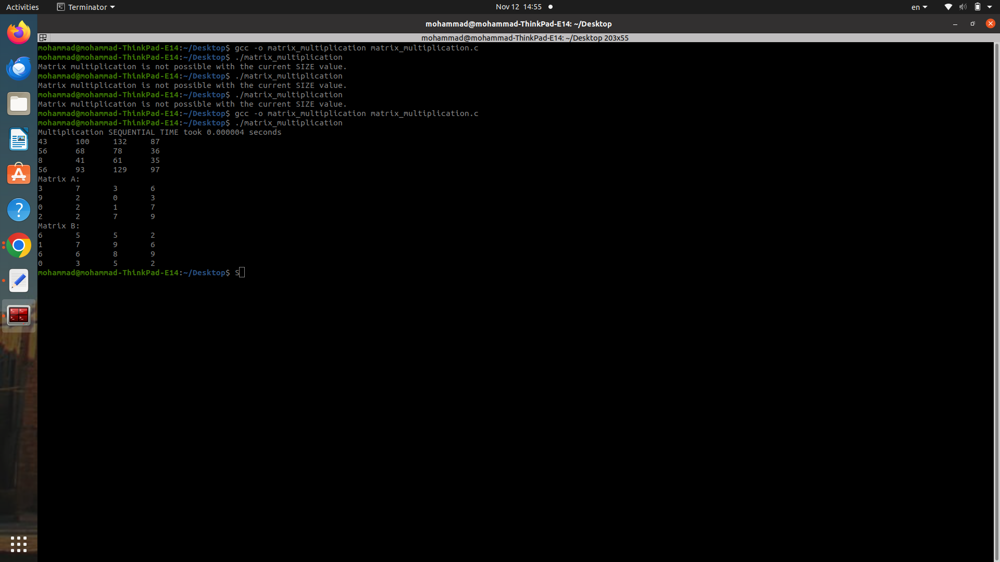 Activities Terminator Nov 12 14:55 en
mohammad@mohammad-ThinkPad-E14: ~/Desktop
mohammad@mohammad-ThinkPad-E14: ~/Desktop 203x55
mohammad@mohammad-ThinkPad-E14:~/Desktop$ gcc -o matrix_multiplication matrix_multiplication.c
mohammad@mohammad-ThinkPad-E14:~/Desktop$ ./matrix_multiplication
Matrix multiplication is not possible with the current SIZE value.
mohammad@mohammad-ThinkPad-E14:~/Desktop$ ./matrix_multiplication
Matrix multiplication is not possible with the current SIZE value.
mohammad@mohammad-ThinkPad-E14:~/Desktop$ ./matrix_multiplication
Matrix multiplication is not possible with the current SIZE value.
mohammad@mohammad-ThinkPad-E14:~/Desktop$ gcc -o matrix_multiplication matrix_multiplication.c
mohammad@mohammad-ThinkPad-E14:~/Desktop$ ./matrix_multiplication
Multiplication SEQUENTIAL TIME took 0.000004 seconds
43 100 132 87
56 68 78 36
8 41 61 35
56 93 129 97
Matrix A:
3 7 3 6
9 2 0 3
0 2 1 7
2 2 7 9
Matrix B:
6 5 5 2
1 7 9 6
6 6 8 9
0 3 5 2
mohammad@mohammad-ThinkPad-E14:~/Desktop$ S